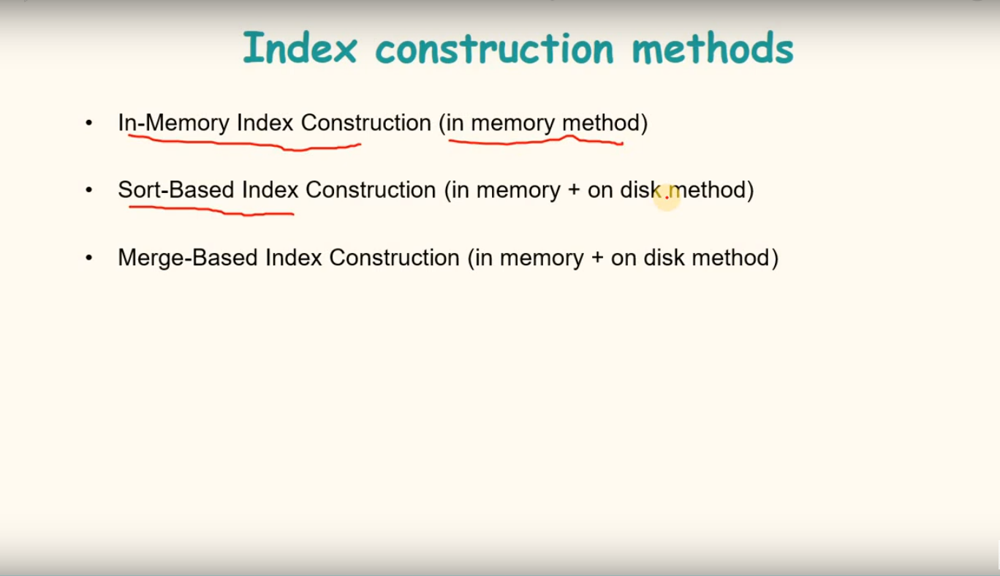 Index construction methods
• In-Memory Index Construction (in memory method)
• Sort-Based Index Construction (in memory + on disk method)
• Merge-Based Index Construction (in memory + on disk method)